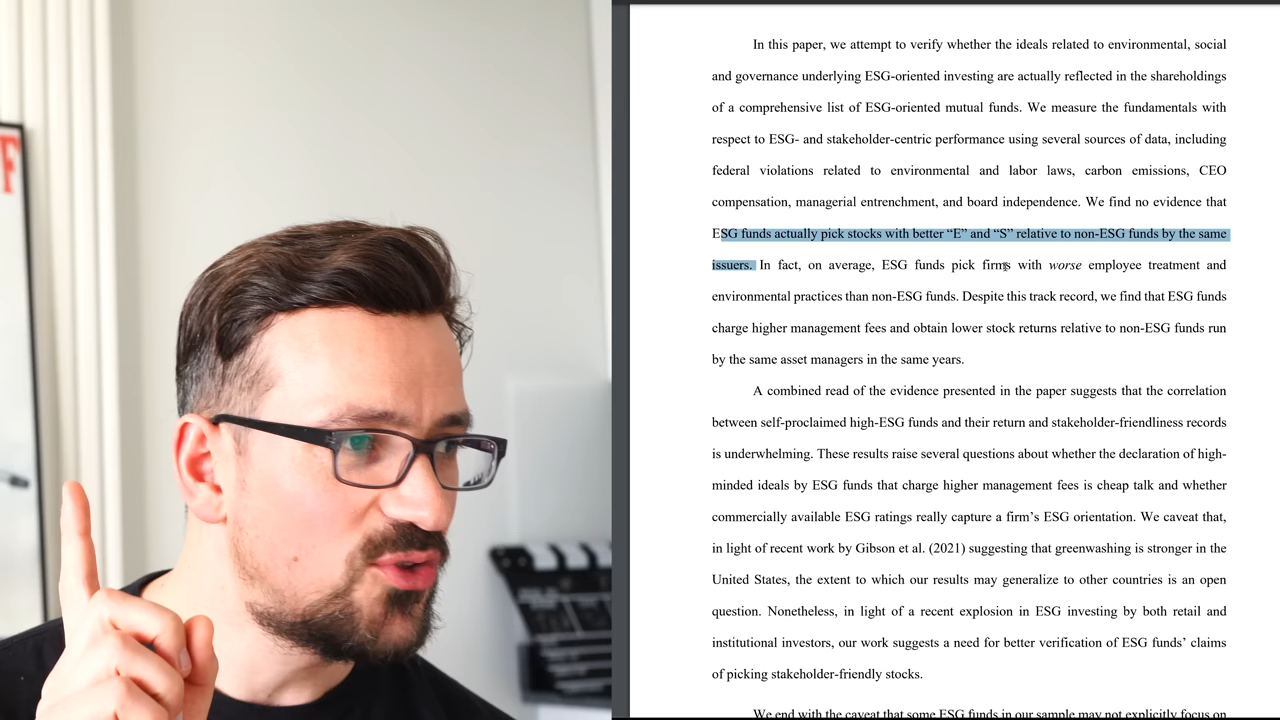 F
In this paper, we attempt to verify whether the ideals related to environmental, social
and governance underlying ESG-oriented investing are actually reflected in the shareholdings
of a comprehensive list of ESG-oriented mutual funds. We measure the fundamentals with
respect to ESG- and stakeholder-centric performance using several sources of data, including
federal violations related to environmental and labor laws, carbon emissions, CEO
compensation, managerial entrenchment, and board independence. We find no evidence that
ESG funds actually pick stocks with better “E” and “S” relative to non-ESG funds by the same
issuers. In fact, on average, ESG funds pick firms with worse employee treatment and
environmental practices than non-ESG funds. Despite this track record, we find that ESG funds
charge higher management fees and obtain lower stock returns relative to non-ESG funds run
by the same asset managers in the same years.
A combined read of the evidence presented in the paper suggests that the correlation
between self-proclaimed high-ESG funds and their return and stakeholder-friendliness records
is underwhelming. These results raise several questions about whether the declaration of high-
minded ideals by ESG funds that charge higher management fees is cheap talk and whether
commercially available ESG ratings really capture a firm’s ESG orientation. We caveat that,
in light of recent work by Gibson et al. (2021) suggesting that greenwashing is stronger in the
United States, the extent to which our results may generalize to other countries is an open
question. Nonetheless, in light of a recent explosion in ESG investing by both retail and
institutional investors, our work suggests a need for better verification of ESG funds’ claims
of picking stakeholder-friendly stocks.
We end with the caveat that some ESG funds in our sample may not explicitly focus on